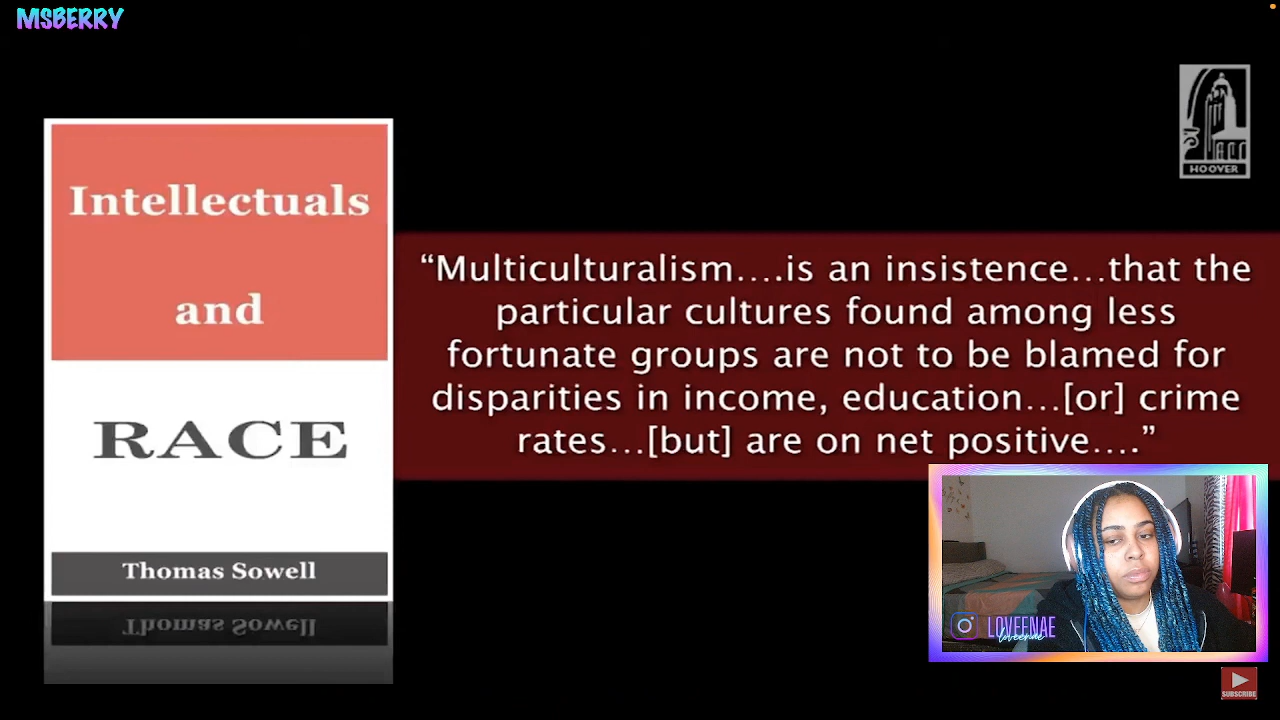 MSBERRY
HOOVER
Intellectuals
and
RACE
Thomas Sowell
Thomas Sowell
“Multiculturalism….is an insistence…that the
particular cultures found among less
fortunate groups are not to be blamed for
disparities in income, education…[or] crime
rates…[but] are on net positive….”
LOVEENAE
loveenae
SUBSCRIBE